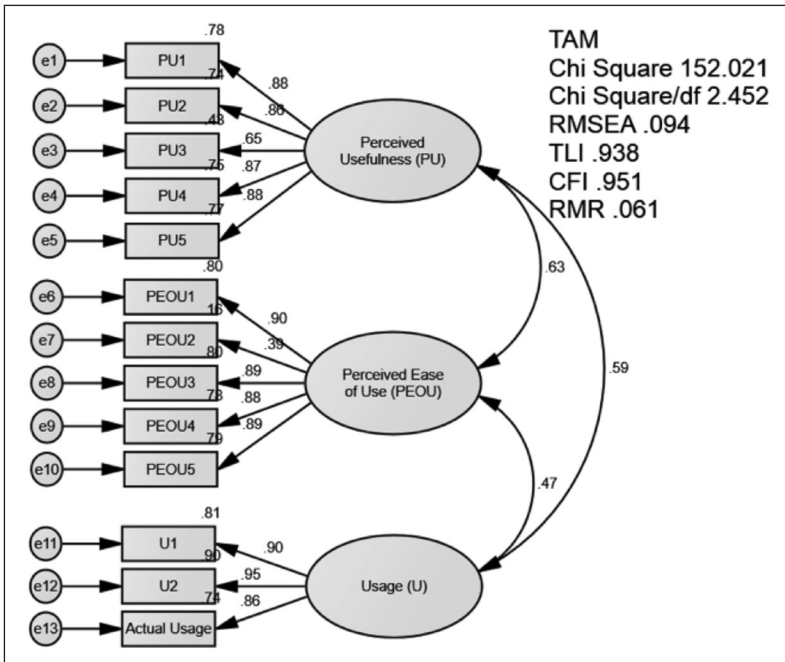 TAM
Chi Square 152.021
Chi Square/df 2.452
RMSEA .094
TLI .938
CFI .951
RMR .061
.78
e1
PU1
.88
.74
e2
PU2
.86
.43
e3
PU3
.65
.75
e4
PU4
.87
.77
e5
PU5
.88
Perceived
Usefulness (PU)
.63
.59
.80
e6
PEOU1
.90
.16
e7
PEOU2
.39
.80
e8
PEOU3
.89
.78
e9
PEOU4
.88
.79
e10
PEOU5
.89
Perceived Ease
of Use (PEOU)
.47
.81
e11
U1
.90
.90
e12
U2
.95
.74
e13
Actual Usage
.86
Usage (U)